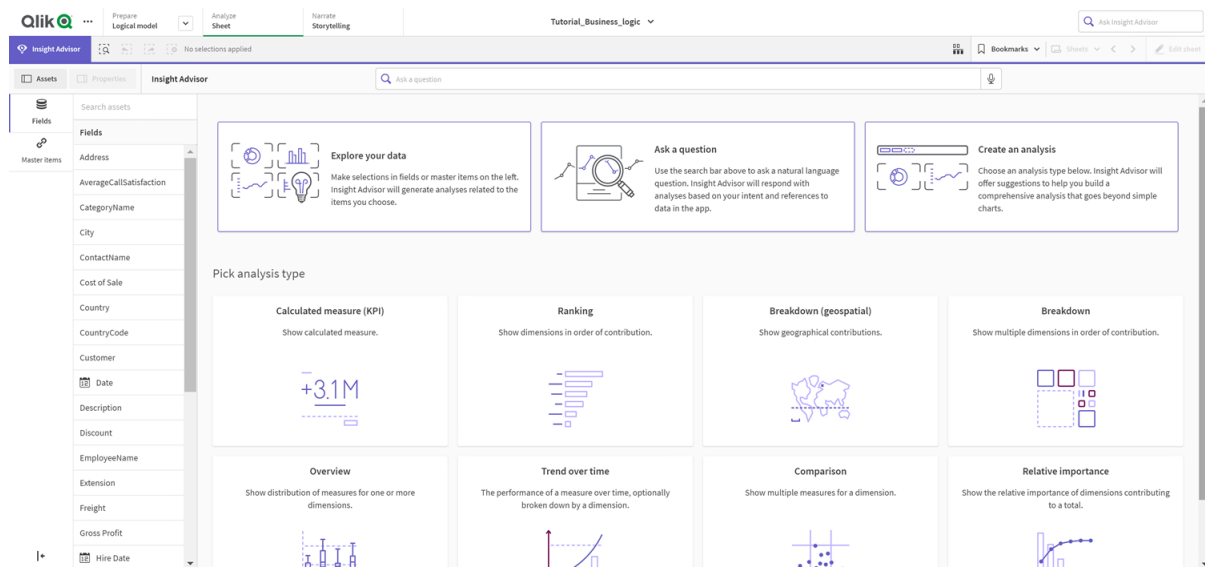 Qlik
Prepare
Logical model
Analyze
Sheet
Narrate
Storytelling
Tutorial_Business_logic
Ask Insight Advisor
Insight Advisor
No selections applied
Bookmarks
Sheets
Edit sheet
Assets
Properties
Insight Advisor
Ask a question
Fields
Master items
Search assets
Fields
Address
AverageCallSatisfaction
CategoryName
City
ContactName
Cost of Sale
Country
CountryCode
Customer
Date
Description
Discount
EmployeeName
Extension
Freight
Gross Profit
Hire Date
Explore your data
Make selections in fields or master items on the left.
Insight Advisor will generate analyses related to the
items you choose.
Ask a question
Use the search bar above to ask a natural language
question. Insight Advisor will respond with
analyses based on your intent and references to
data in the app.
Create an analysis
Choose an analysis type below. Insight Advisor will
offer suggestions to help you build a
comprehensive analysis that goes beyond simple
charts.
Pick analysis type
Calculated measure (KPI)
Show calculated measure.
+3.1M
Ranking
Show dimensions in order of contribution.
Breakdown (geospatial)
Show geographical contributions.
Breakdown
Show multiple dimensions in order of contribution.
Overview
Show distribution of measures for one or more
dimensions.
Trend over time
The performance of a measure over time, optionally
broken down by a dimension.
Comparison
Show multiple measures for a dimension.
Relative importance
Show the relative importance of dimensions contributing
to a total.